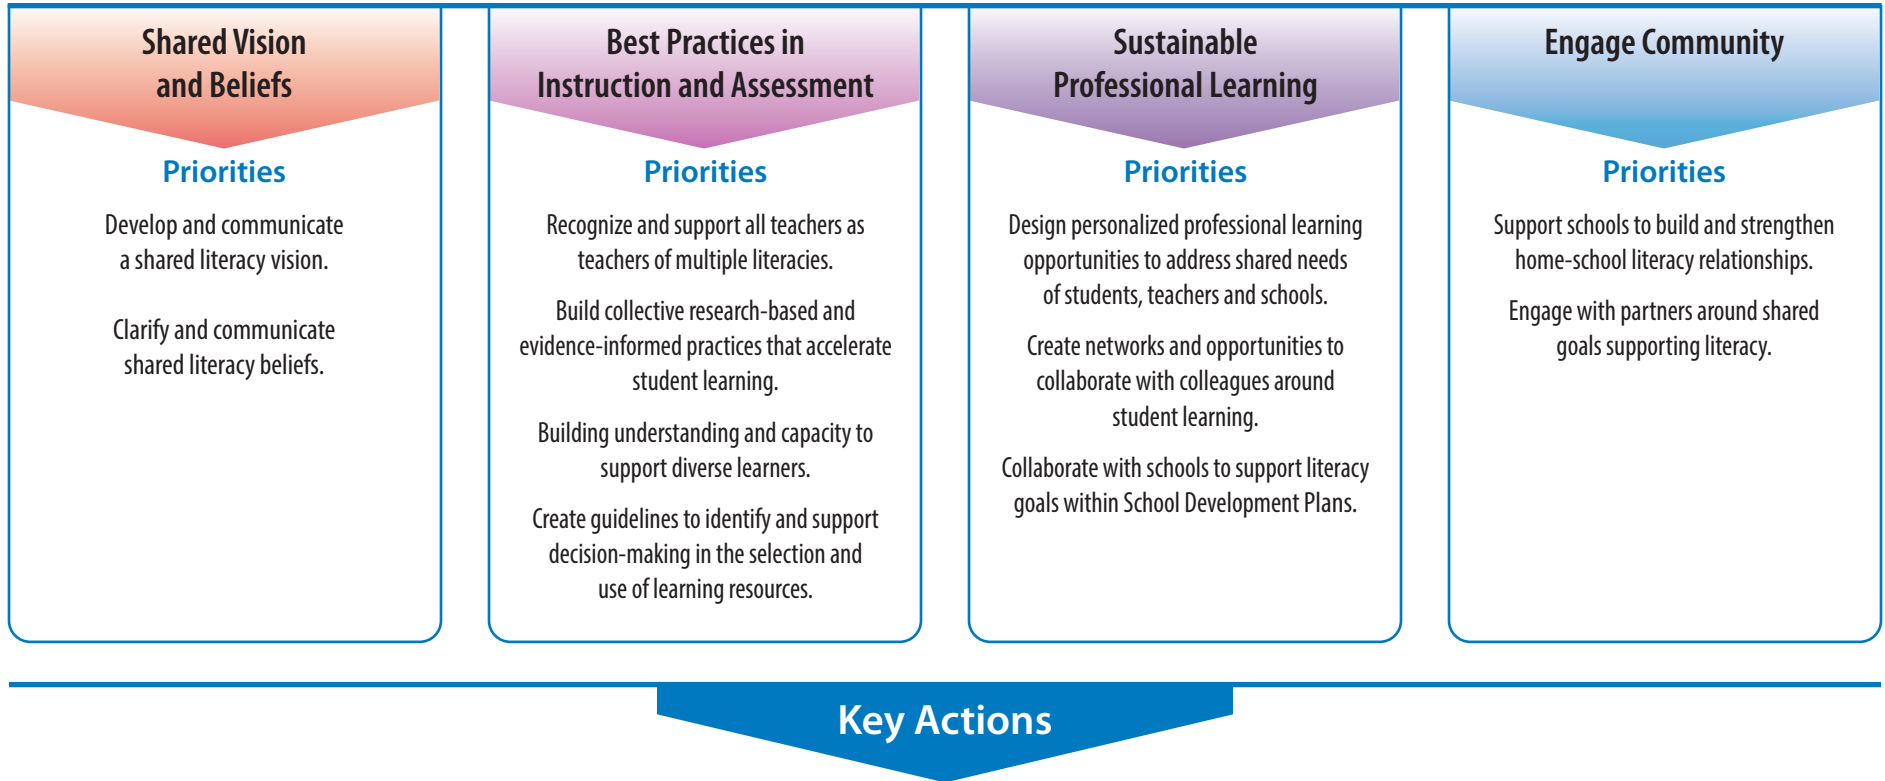 Shared Vision
and Beliefs
Priorities
Develop and communicate
a shared literacy vision.
Clarify and communicate
shared literacy beliefs.
Best Practices in
Instruction and Assessment
Priorities
Recognize and support all teachers as
teachers of multiple literacies.
Build collective research-based and
evidence-informed practices that accelerate
student learning.
Building understanding and capacity to
support diverse learners.
Create guidelines to identify and support
decision-making in the selection and
use of learning resources.
Sustainable
Professional Learning
Priorities
Design personalized professional learning
opportunities to address shared needs
of students, teachers and schools.
Create networks and opportunities to
collaborate with colleagues around
student learning.
Collaborate with schools to support literacy
goals within School Development Plans.
Engage Community
Priorities
Support schools to build and strengthen
home-school literacy relationships.
Engage with partners around shared
goals supporting literacy.
Key Actions